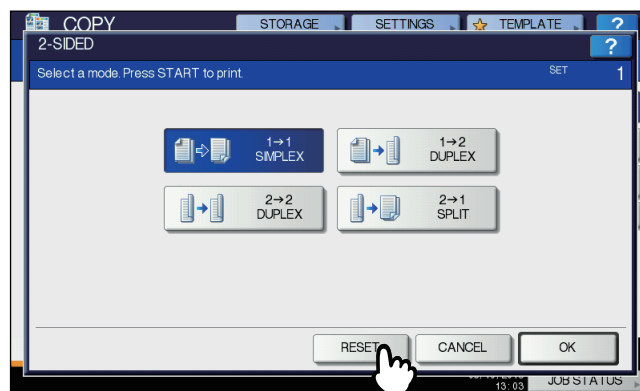 COPY STORAGE SETTINGS TEMPLATE ?
2-SIDED ?
Select a mode. Press START to print. SET 1
1→1 1→2
SIMPLEX DUPLEX
2→2 2→1
DUPLEX SPLIT
RESET CANCEL OK
13:03 JOB STATUS